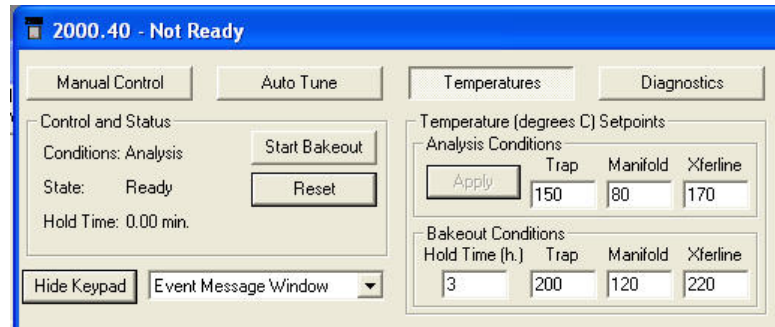 2000.40 - Not Ready
Manual Control
Auto Tune
Temperatures
Diagnostics
Control and Status
Conditions: Analysis
Start Bakeout
State: Ready
Reset
Hold Time: 0.00 min.
Hide Keypad
Event Message Window
Temperature (degrees C) Setpoints
Analysis Conditions
Trap Manifold Xferline
Apply
150 80 170
Bakeout Conditions
Hold Time (h.) Trap Manifold Xferline
3 200 120 220